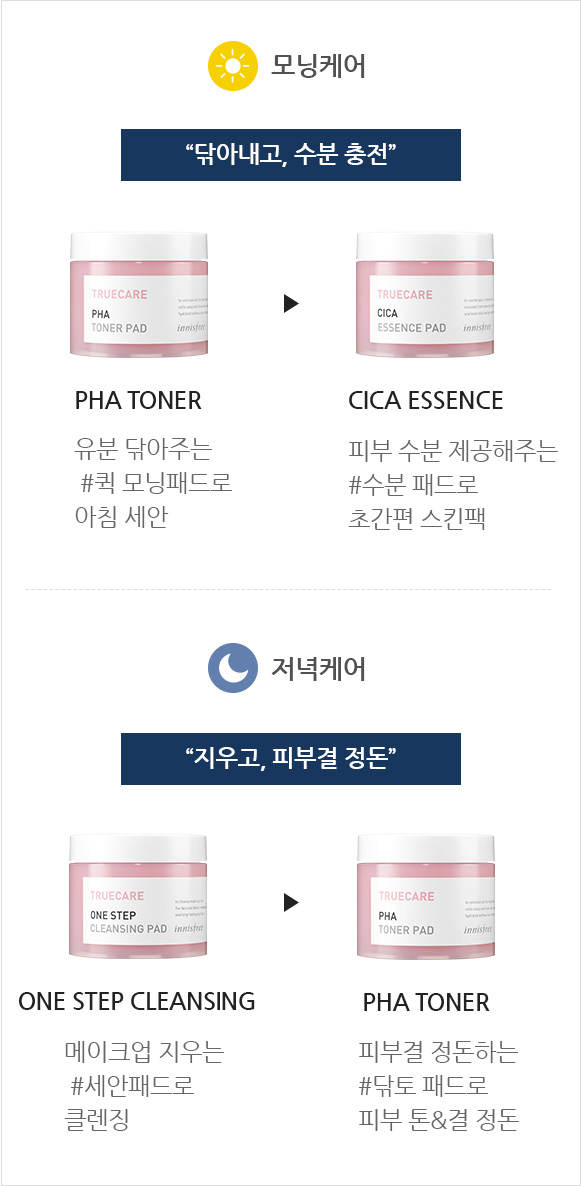 모닝케어
“닦아내고, 수분 충전”
TRUECARE
PHA
TONER PAD
innisfree
TRUECARE
CICA
ESSENCE PAD
innisfree
PHA TONER
유분 닦아주는
#퀵 모닝패드로
아침 세안
CICA ESSENCE
피부 수분 제공해주는
#수분 패드로
초간편 스킨팩
저녁케어
“지우고, 피부결 정돈”
TRUECARE
ONE STEP
CLEANSING PAD
innisfree
TRUECARE
PHA
TONER PAD
innisfree
ONE STEP CLEANSING
메이크업 지우는
#세안패드로
클렌징
PHA TONER
피부결 정돈하는
#닦토 패드로
피부 톤&결 정돈